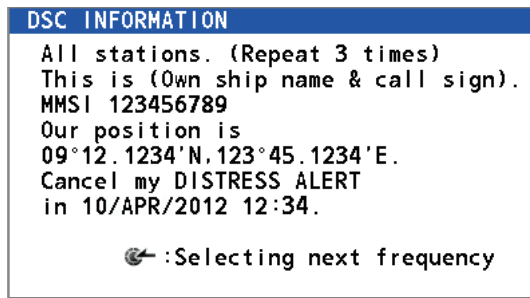 DSC INFORMATION
All stations. (Repeat 3 times)
This is (Own ship name & call sign).
MMSI 123456789
Our position is
09°12.1234'N,123°45.1234'E.
Cancel my DISTRESS ALERT
in 10/APR/2012 12:34.
:Selecting next frequency